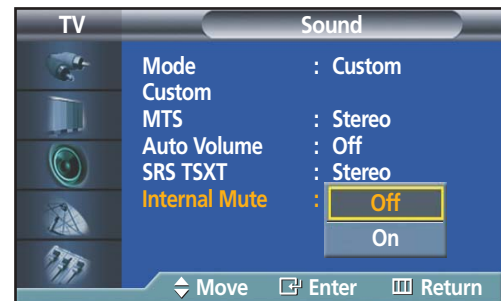 TV Sound
Mode : Custom
Custom
MTS : Stereo
Auto Volume : Off
SRS TSXT : Stereo
Internal Mute : Off
On
Move Enter Return